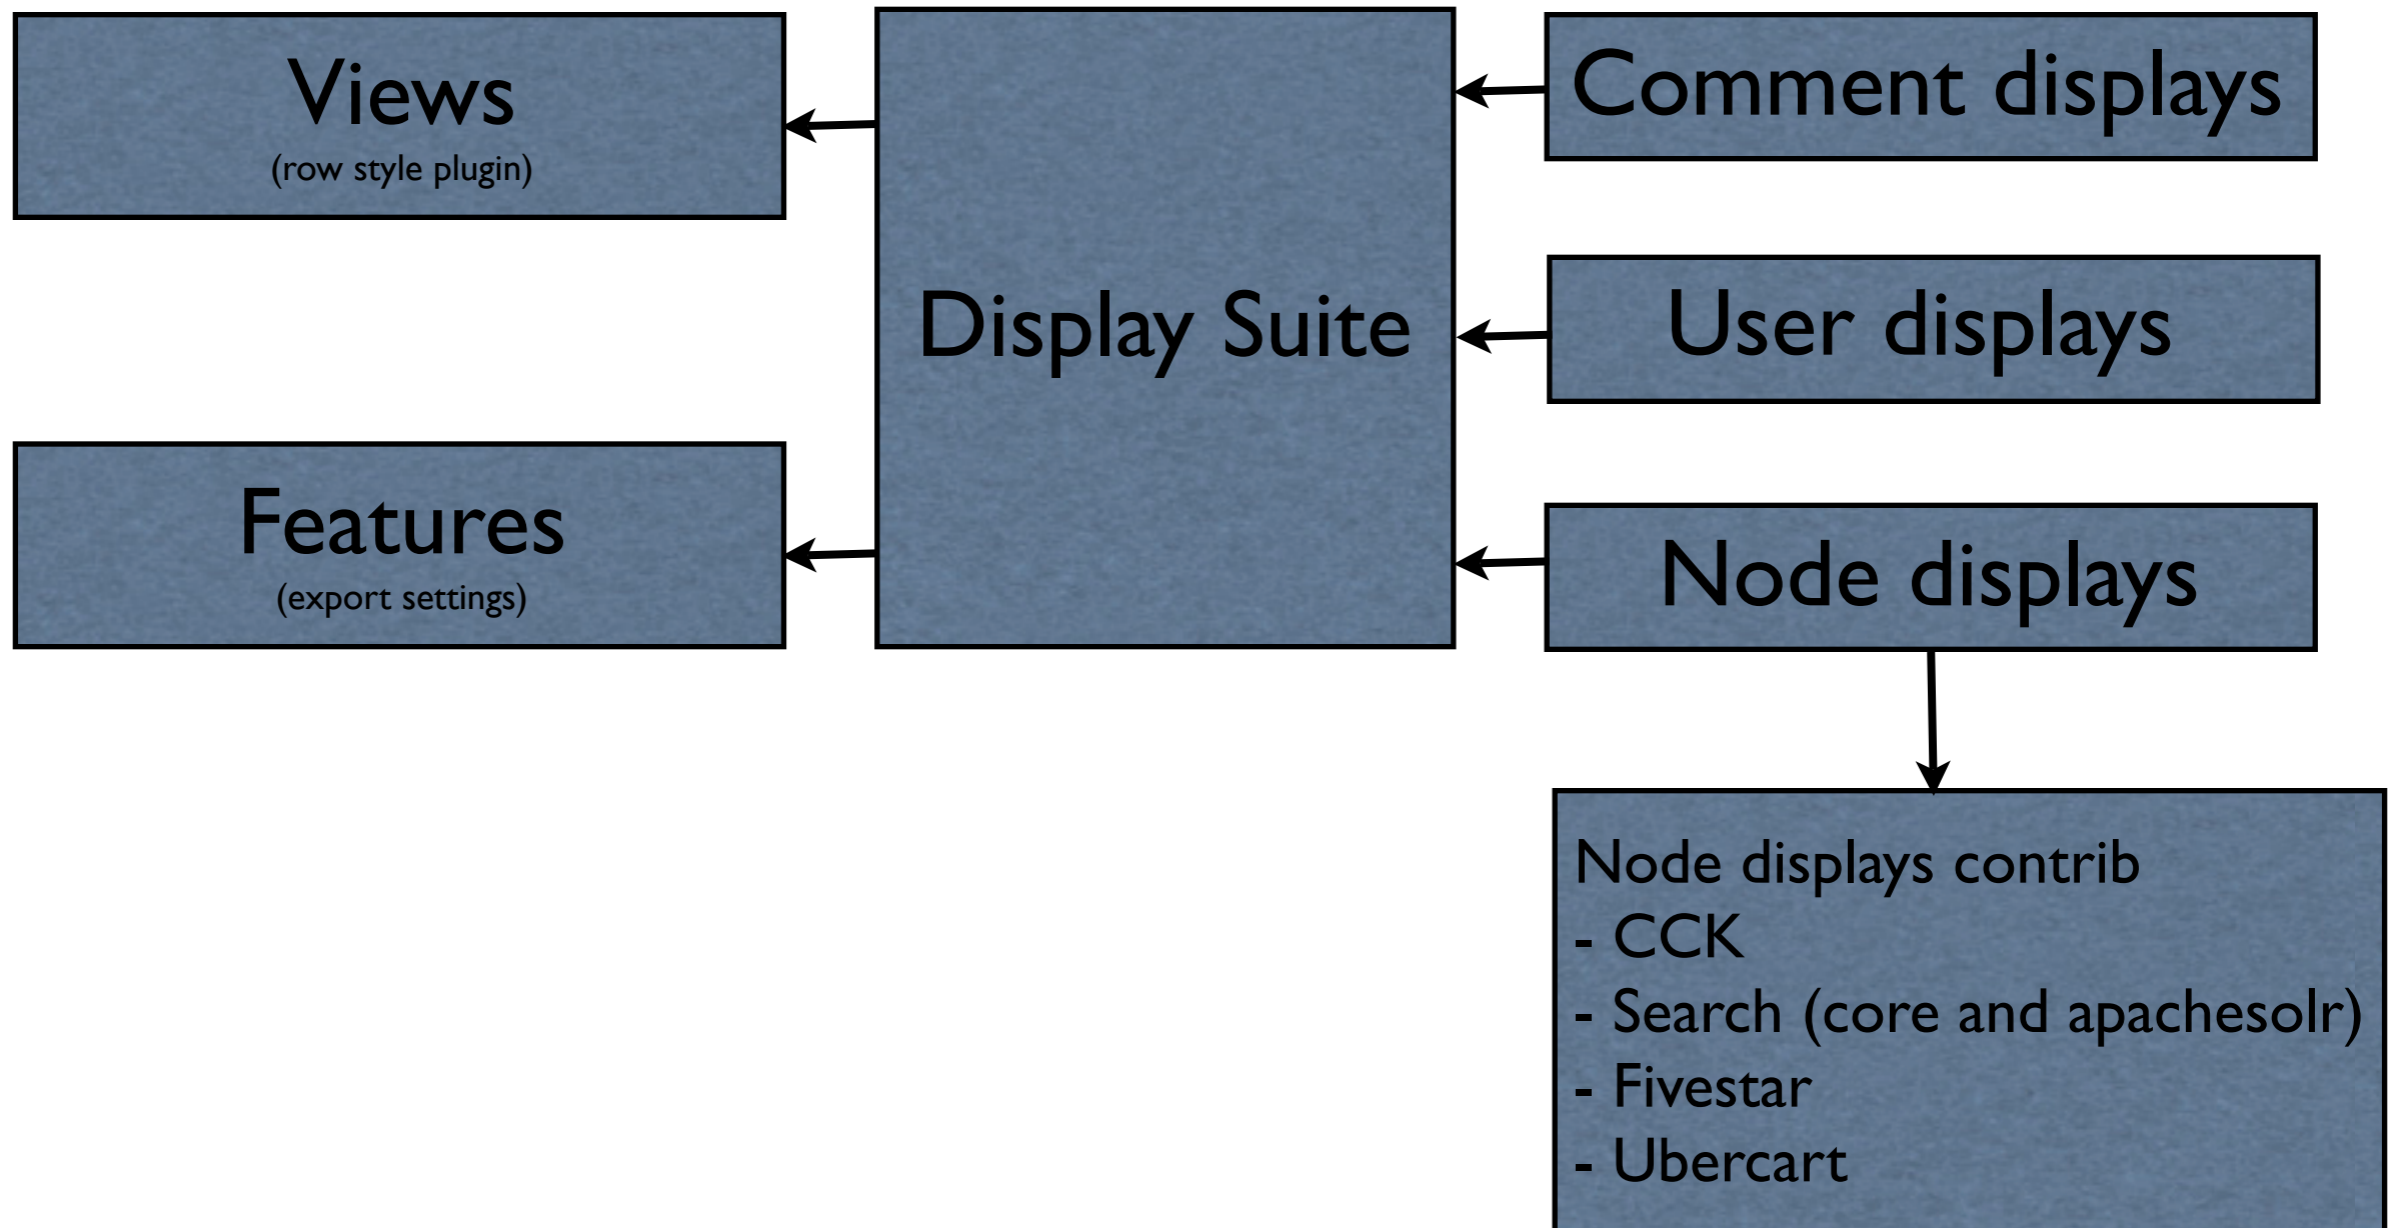 Views
(row style plugin)
Features
(export settings)
Display Suite
Comment displays
User displays
Node displays
Node displays contrib
- CCK
- Search (core and apachesolr)
- Fivestar
- Ubercart